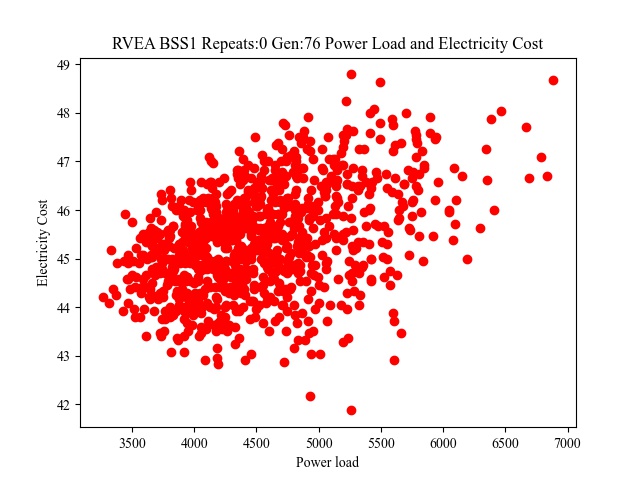 RVEA BSS1 Repeats:0 Gen:76 Power Load and Electricity Cost
49
48
47
46
45
44
43
42
Electricity Cost
3500 4000 4500 5000 5500 6000 6500 7000
Power load